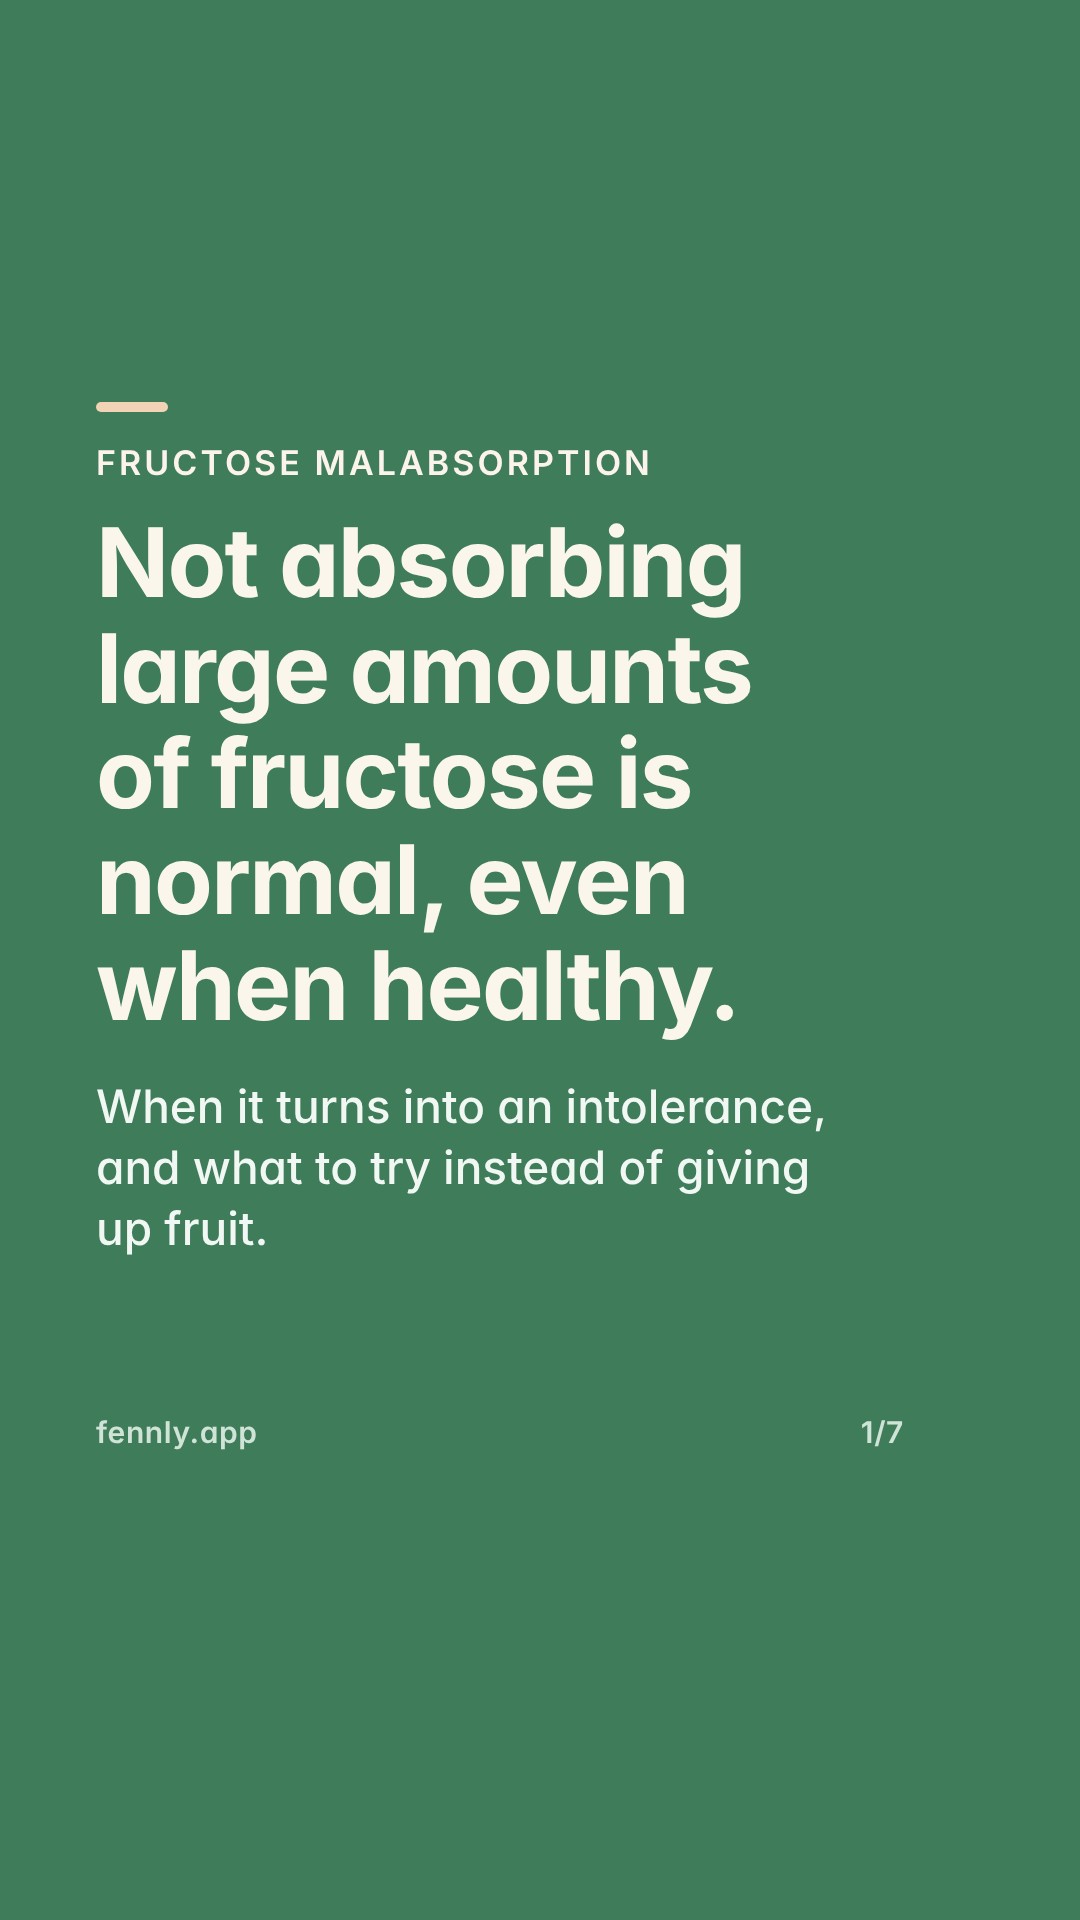 FRUCTOSE MALABSORPTION
Not absorbing
large amounts
of fructose is
normal, even
when healthy.
When it turns into an intolerance,
and what to try instead of giving
up fruit.
fennly.app
1/7